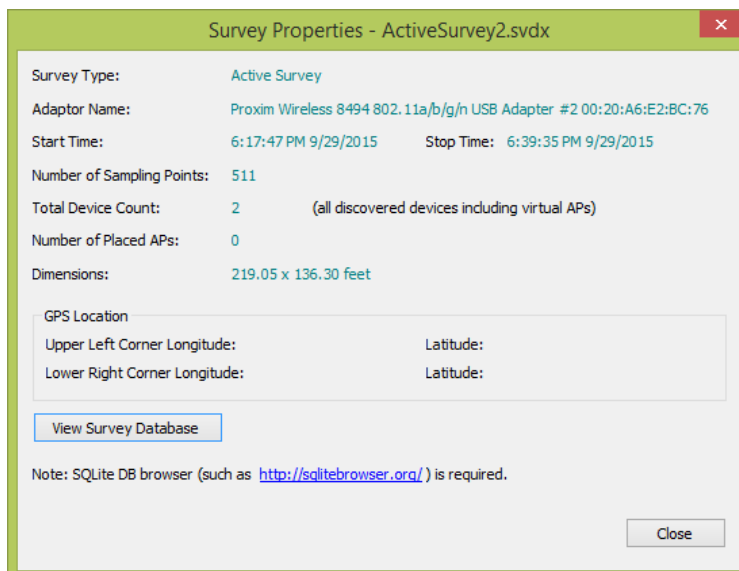 Survey Properties - ActiveSurvey2.svdx
Survey Type: Active Survey
Adaptor Name: Proxim Wireless 8494 802.11a/b/g/n USB Adapter #2 00:20:A6:E2:BC:76
Start Time: 6:17:47 PM 9/29/2015 Stop Time: 6:39:35 PM 9/29/2015
Number of Sampling Points: 511
Total Device Count: 2 (all discovered devices including virtual APs)
Number of Placed APs: 0
Dimensions: 219.05 x 136.30 feet
GPS Location
Upper Left Corner Longitude: Latitude:
Lower Right Corner Longitude: Latitude:
View Survey Database
Note: SQLite DB browser (such as http://sqlitebrowser.org/ ) is required.
Close